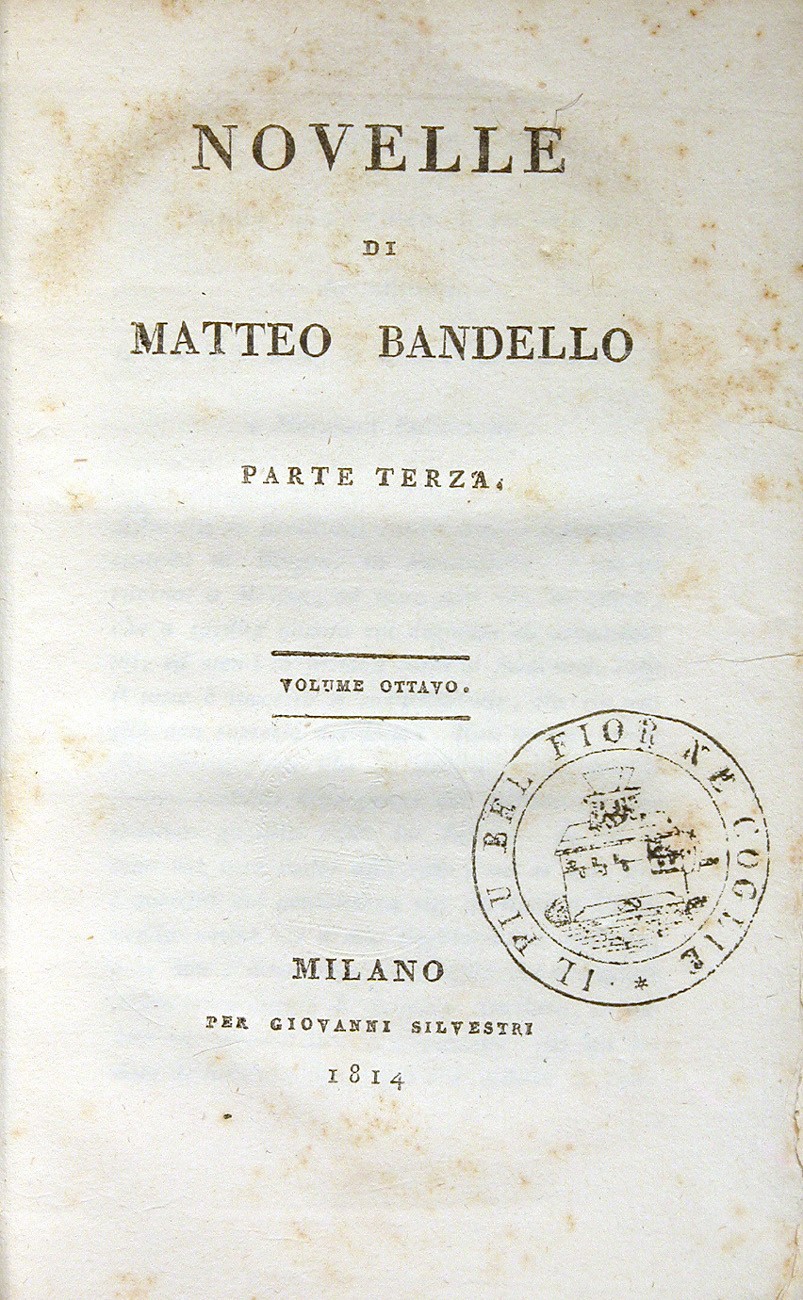 NOVELLE
DI
MATTEO BANDELLO
PARTE TERZA.
VOLUME OTTAVO.
IL PIU BEL FIOR NE COGLIE *
MILANO
PER GIOVANNI SILVESTRI
1814